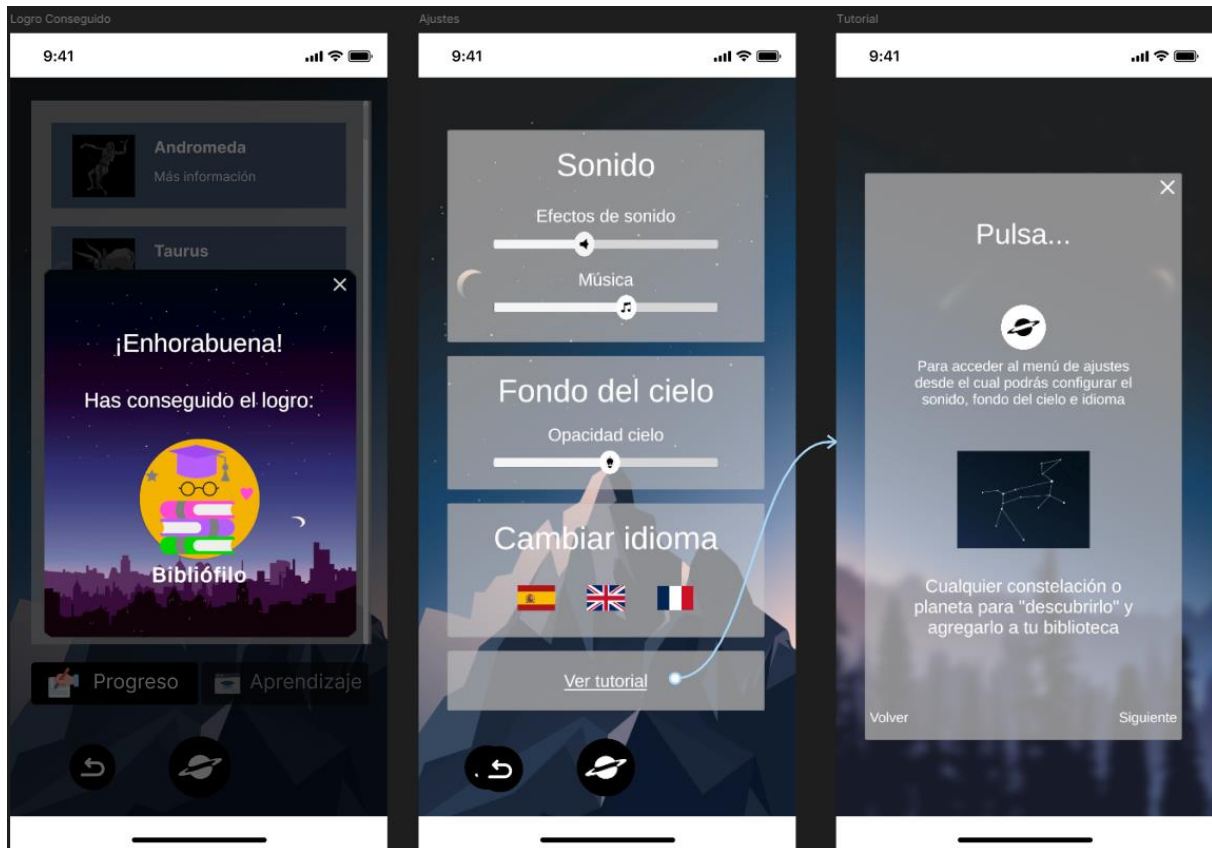 Logro Conseguido
9:41
Andromeda
Más información
Taurus
¡Enhorabuena!
Has conseguido el logro:
Bibliófilo
Progreso
Aprendizaje
Ajustes
9:41
Sonido
Efectos de sonido
Música
Fondo del cielo
Opacidad cielo
Cambiar idioma
Ver tutorial
Tutorial
9:41
Pulsa...
Para acceder al menú de ajustes
desde el cual podrás configurar el
sonido, fondo del cielo e idioma
Cualquier constelación o
planeta para "descubrirlo" y
agregarlo a tu biblioteca
Volver
Siguiente